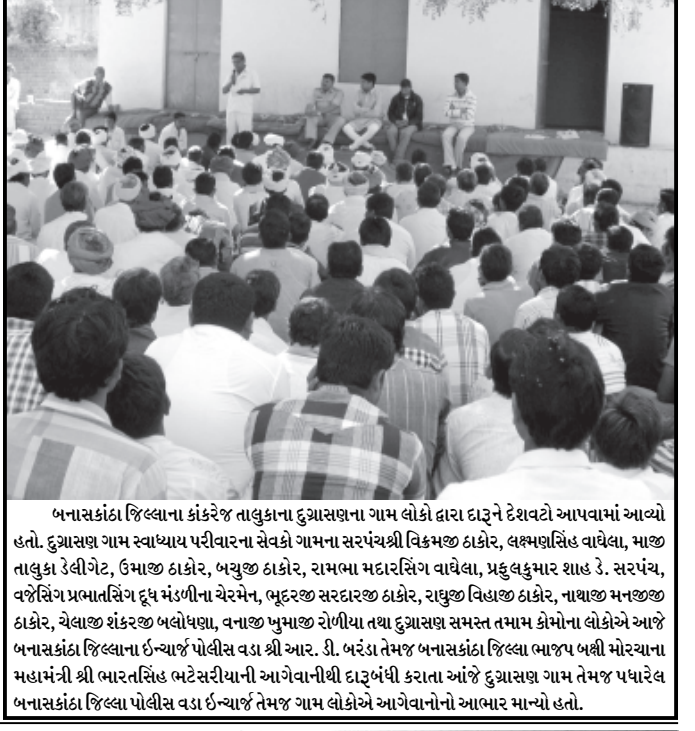 બનાસકાંઠા જિલ્લાના કાંકરેજ તાલુકાના દુગ્રાસણના ગામ લોકો દ્વારા દારૂને દેશવટો આપવામાં આવ્યો
હતો. દુગ્રાસણ ગામ સ્વાધ્યાય પરીવારના સેવકો ગામના સરપંચશ્રી વિક્રમજી ઠાકોર, લક્ષ્મણસિંહ વાઘેલા, માજી
તાલુકા ડેલીગેટ, ઉમાજી ઠાકોર, બચુજી ઠાકોર, રામભા મદારસિંગ વાઘેલા, પ્રફુલકુમાર શાહ ડે. સરપંચ,
વજેસિંગ પ્રભાતસિંગ દૂધ મંડળીના ચેરમેન, ભૂદરજી સરદારજી ઠાકોર, રાઘુજી વિહાજી ઠાકોર, નાથાજી મનજીજી
ઠાકોર, ચેલાજી શંકરજી બલોધણા, વનાજી ખુમાજી રોળીયા તથા દુગ્રાસણ સમસ્ત તમામ કોમોના લોકોએ આજે
બનાસકાંઠા જિલ્લાના ઇન્ચાર્જ પોલીસ વડા શ્રી આર. ડી. બરંડા તેમજ બનાસકાંઠા જિલ્લા ભાજપ બક્ષી મોરચાના
મહામંત્રી શ્રી ભારતસિંહ ભટેસરીયાની આગેવાનીથી દારૂબંધી કરાતા આંજે દુગ્રાસણ ગામ તેમજ પધારેલ
બનાસકાંઠા જિલ્લા પોલીસ વડા ઇન્ચાર્જ તેમજ ગામ લોકોએ આગેવાનોનો આભાર માન્યો હતો.